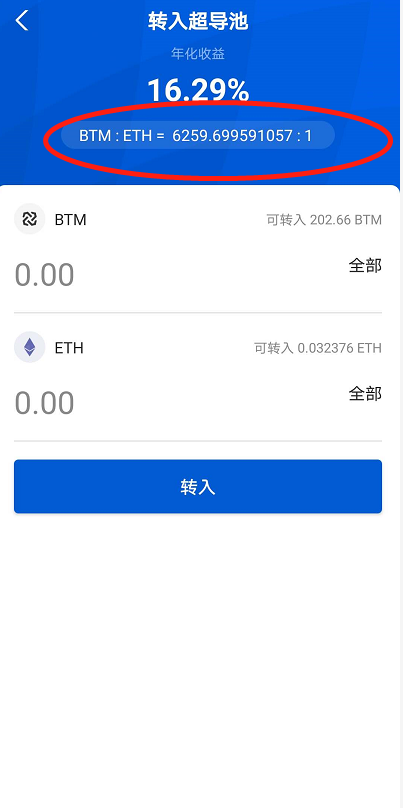 转入超导池
年化收益
16.29%
BTM : ETH = 6259.699591057 : 1
BTM 可转入 202.66 BTM
0.00 全部
ETH 可转入 0.032376 ETH
0.00 全部
转入